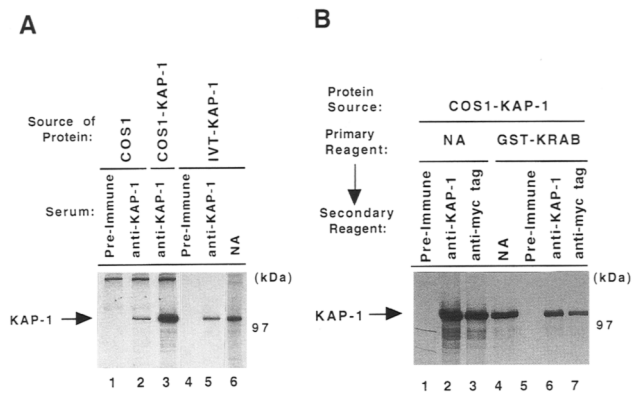 A
Source of
Protein:
COS1
COS1-KAP-1
IVT-KAP-1
Serum:
Pre-Immune
anti-KAP-1
anti-KAP-1
Pre-Immune
anti-KAP-1
NA
(kDa)
KAP-1
97
1 2 3 4 5 6
B
Protein
Source:
COS1-KAP-1
Primary
Reagent:
NA
GST-KRAB
Secondary
Reagent:
Pre-Immune
anti-KAP-1
anti-myc tag
NA
Pre-Immune
anti-KAP-1
anti-myc tag
(kDa)
KAP-1
97
1 2 3 4 5 6 7